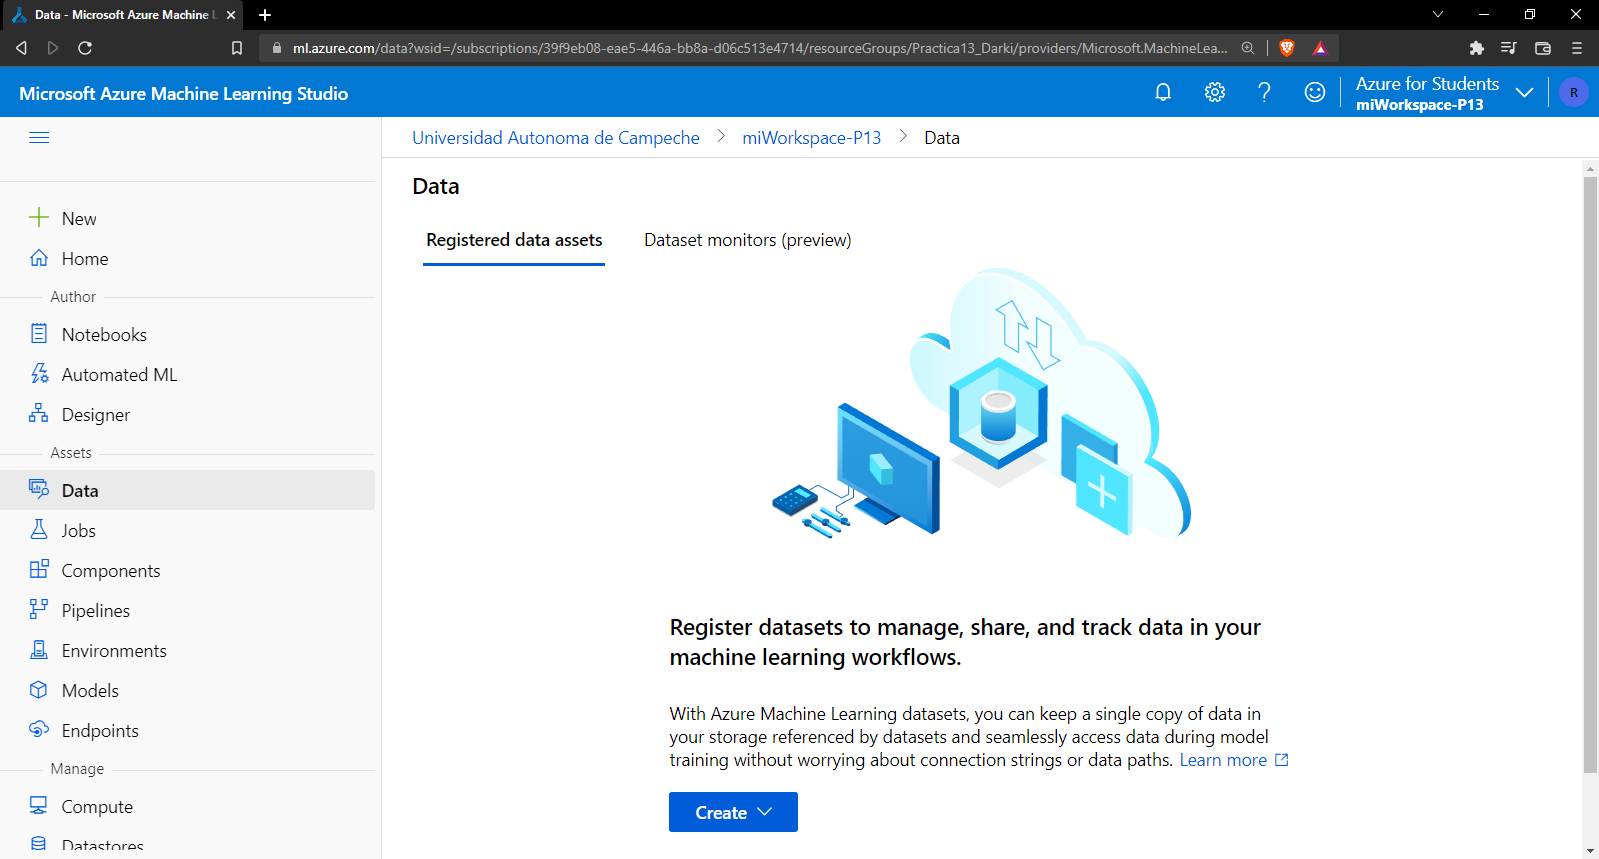 Data - Microsoft Azure Machine L
ml.azure.com/data?wsid=/subscriptions/39f9eb08-eae5-446a-bb8a-d06c513e4714/resourceGroups/Practica13_Darki/providers/Microsoft.MachineLea...
Microsoft Azure Machine Learning Studio
Azure for Students
miWorkspace-P13
R
Universidad Autonoma de Campeche > miWorkspace-P13 > Data
New
Home
Author
Notebooks
Automated ML
Designer
Assets
Data
Jobs
Components
Pipelines
Environments
Models
Endpoints
Manage
Compute
Datastores
Data
Registered data assets
Dataset monitors (preview)
Register datasets to manage, share, and track data in your
machine learning workflows.
With Azure Machine Learning datasets, you can keep a single copy of data in
your storage referenced by datasets and seamlessly access data during model
training without worrying about connection strings or data paths. Learn more
Create